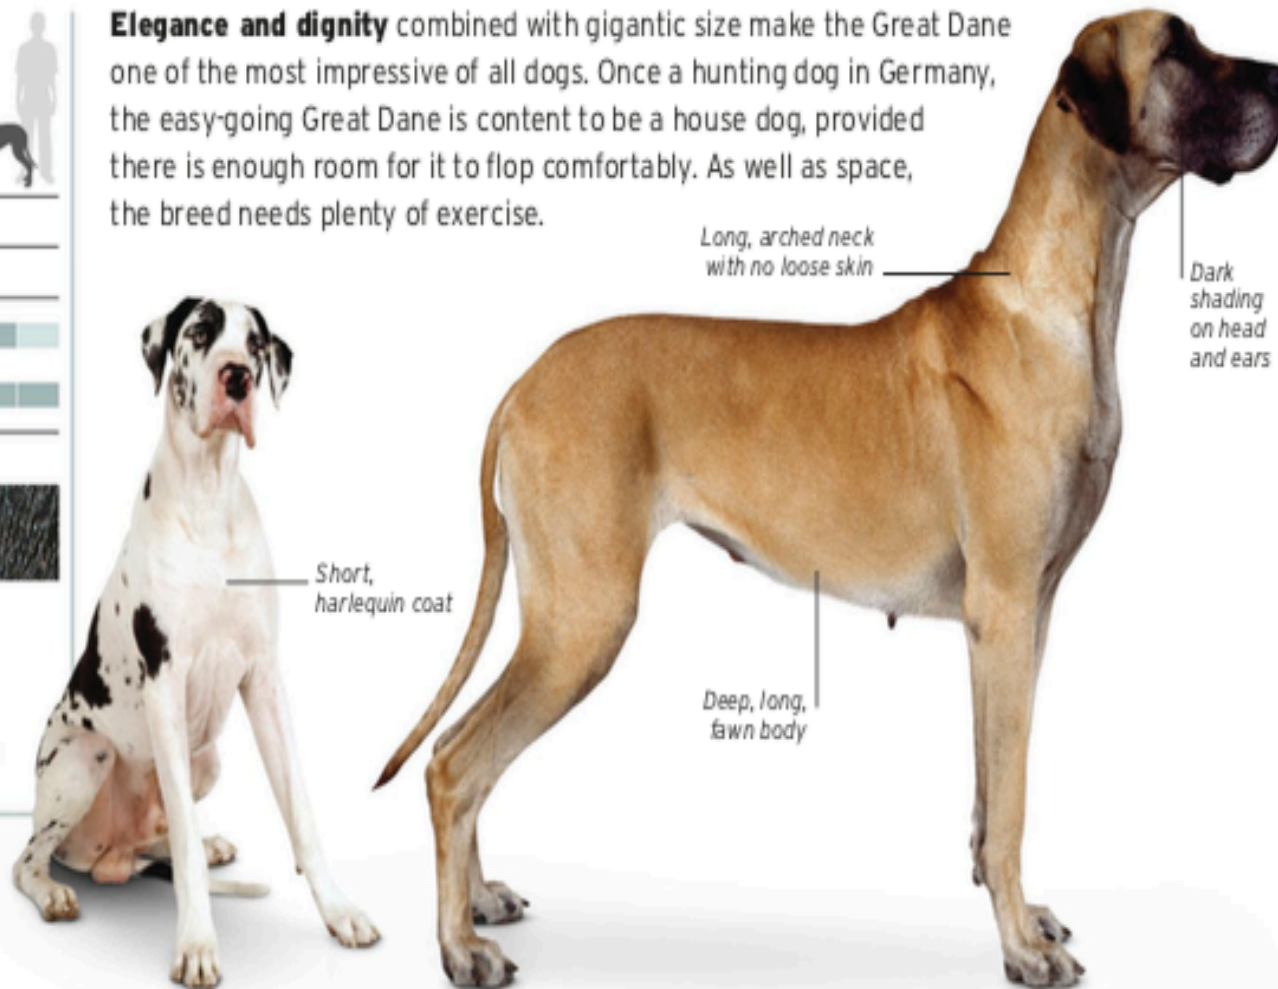 Elegance and dignity combined with gigantic size make the Great Dane
one of the most impressive of all dogs. Once a hunting dog in Germany,
the easy-going Great Dane is content to be a house dog, provided
there is enough room for it to flop comfortably. As well as space,
the breed needs plenty of exercise.
Long, arched neck
with no loose skin
Dark
shading
on head
and ears
Short,
harlequin coat
Deep, long,
fawn body